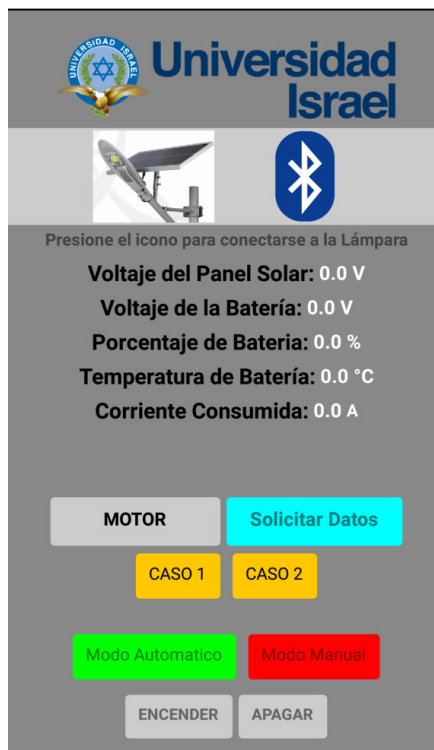 UNIVERSIDAD ISRAEL
Universidad
Israel
Presione el icono para conectarse a la Lámpara
Voltaje del Panel Solar: 0.0 V
Voltaje de la Batería: 0.0 V
Porcentaje de Bateria: 0.0 %
Temperatura de Batería: 0.0 °C
Corriente Consumida: 0.0 A
MOTOR Solicitar Datos
CASO 1 CASO 2
Modo Automatico Modo Manual
ENCENDER APAGAR